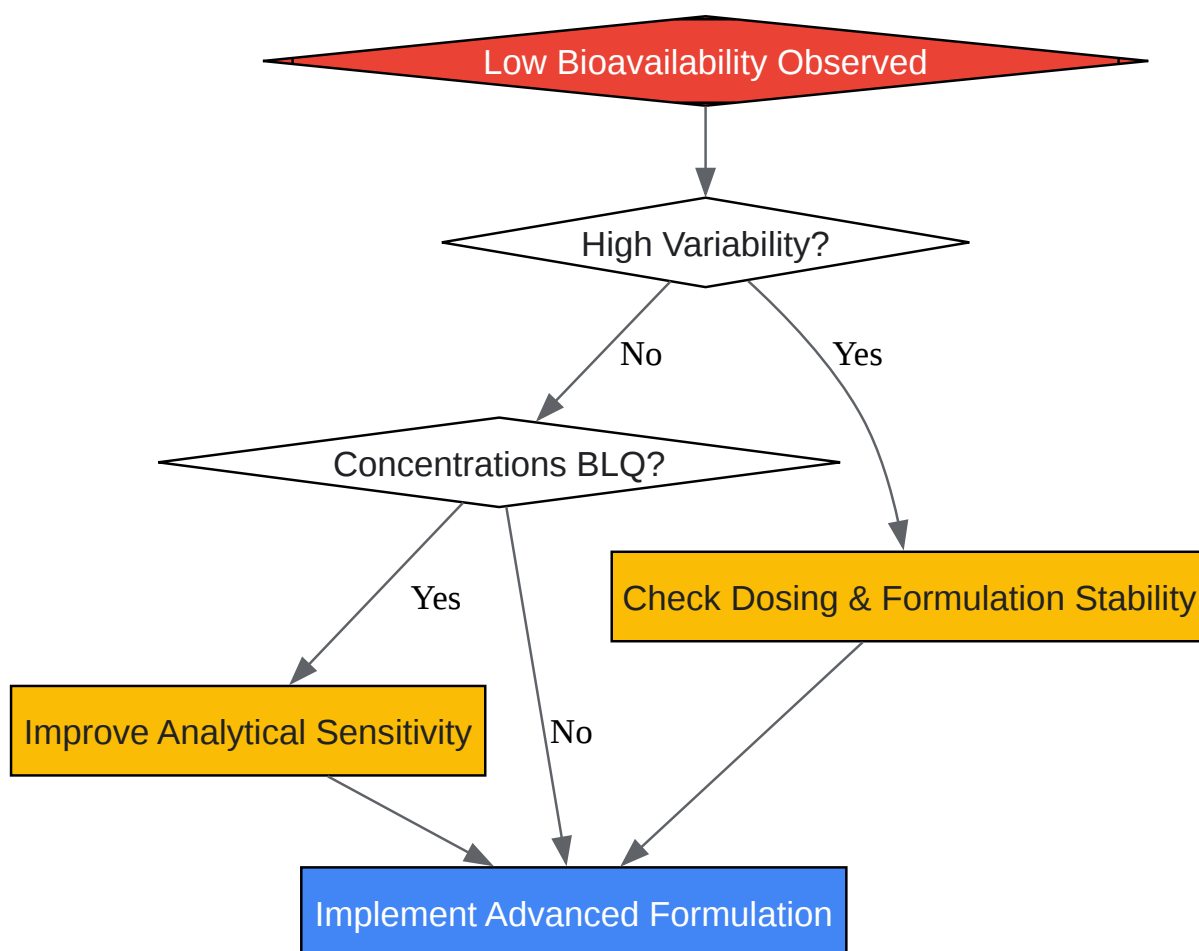 Low Bioavailability Observed
High Variability?
No
Yes
Concentrations BLQ?
Yes
Check Dosing & Formulation Stability
Improve Analytical Sensitivity
No
Implement Advanced Formulation